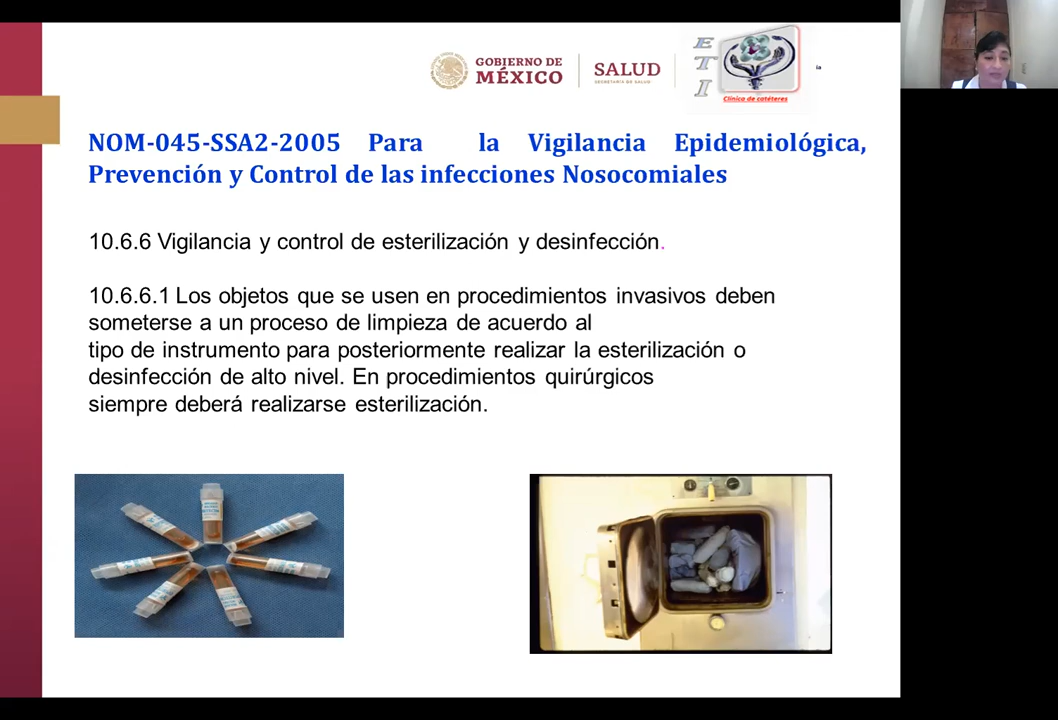 GOBIERNO DE
MÉXICO
SALUD
SECRETARÍA DE SALUD
ETI
Clínica de catéteres
la
NOM-045-SSA2-2005 Para la Vigilancia Epidemiológica,
Prevención y Control de las infecciones Nosocomiales
10.6.6 Vigilancia y control de esterilización y desinfección.
10.6.6.1 Los objetos que se usen en procedimientos invasivos deben
someterse a un proceso de limpieza de acuerdo al
tipo de instrumento para posteriormente realizar la esterilización o
desinfección de alto nivel. En procedimientos quirúrgicos
siempre deberá realizarse esterilización.